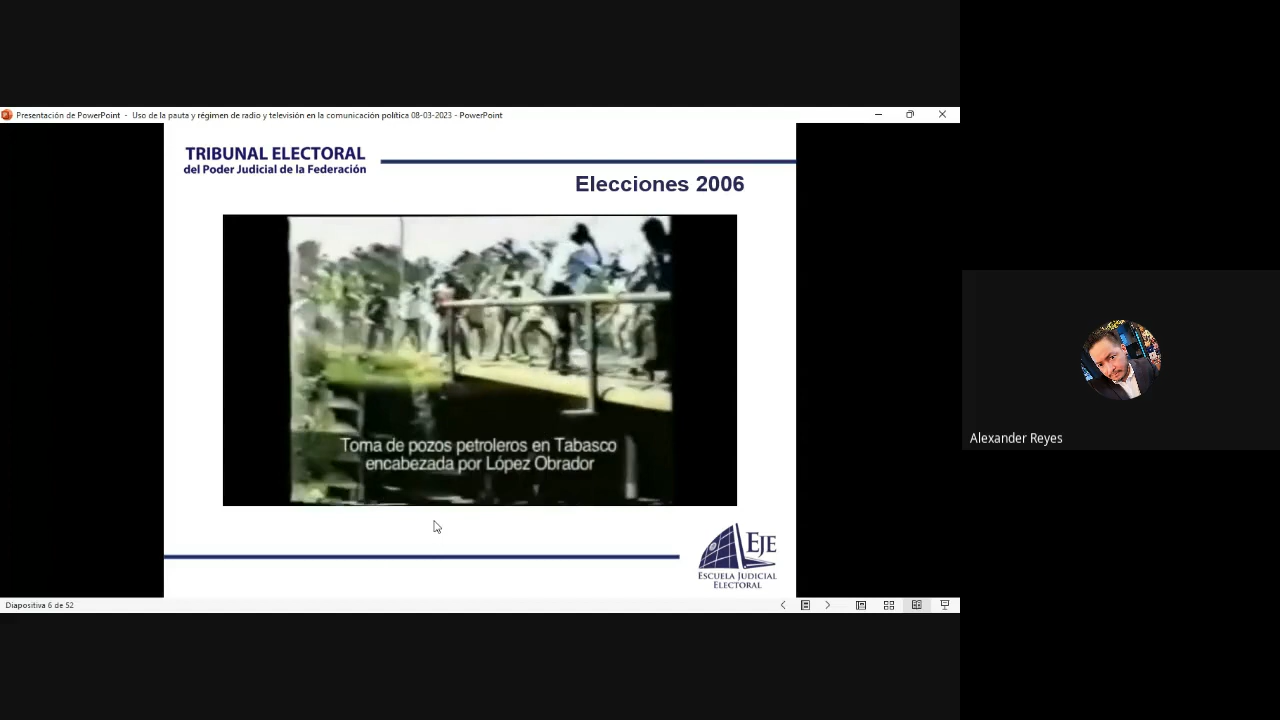 Presentación de PowerPoint - Uso de la pauta y régimen de radio y televisión en la comunicación política 08-03-2023 - PowerPoint
TRIBUNAL ELECTORAL
del Poder Judicial de la Federación
Elecciones 2006
Toma de pozos petroleros en Tabasco
encabezada por López Obrador
Alexander Reyes
EJE
ESCUELA JUDICIAL
ELECTORAL
Diapositiva 6 de 52